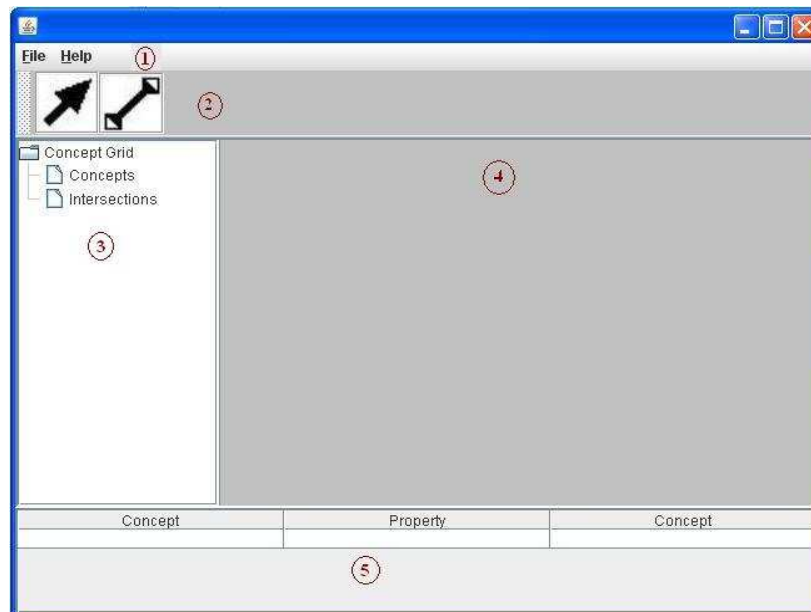 File Help
1
2
Concept Grid
Concepts
Intersections
3
4
Concept Property Concept
5